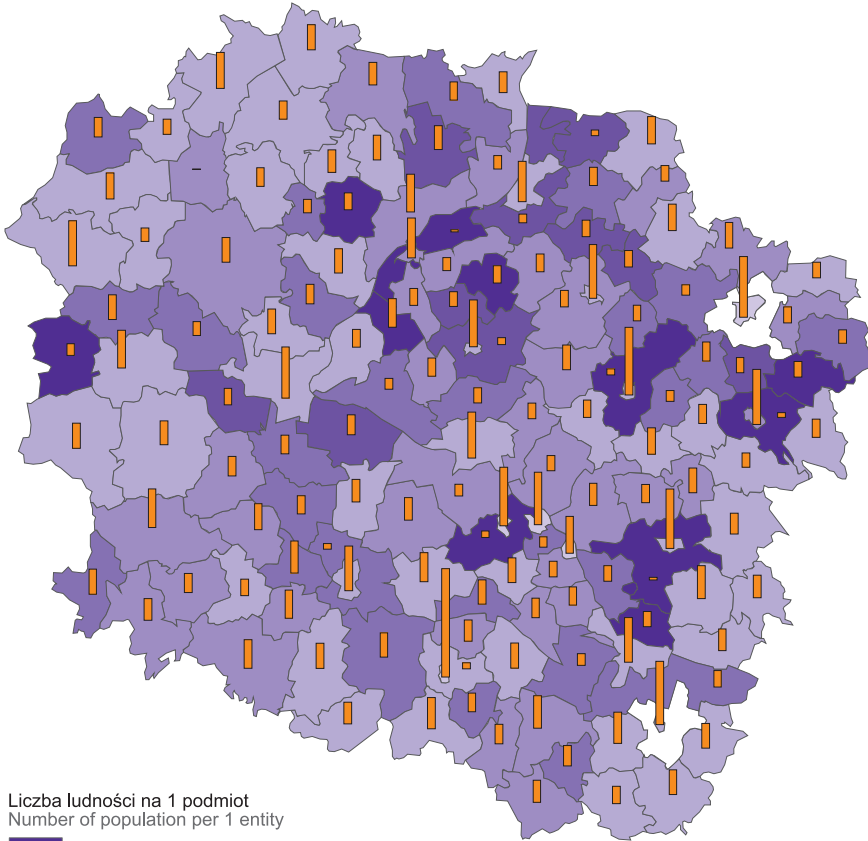 Liczba ludności na 1 podmiot
Number of population per 1 entity